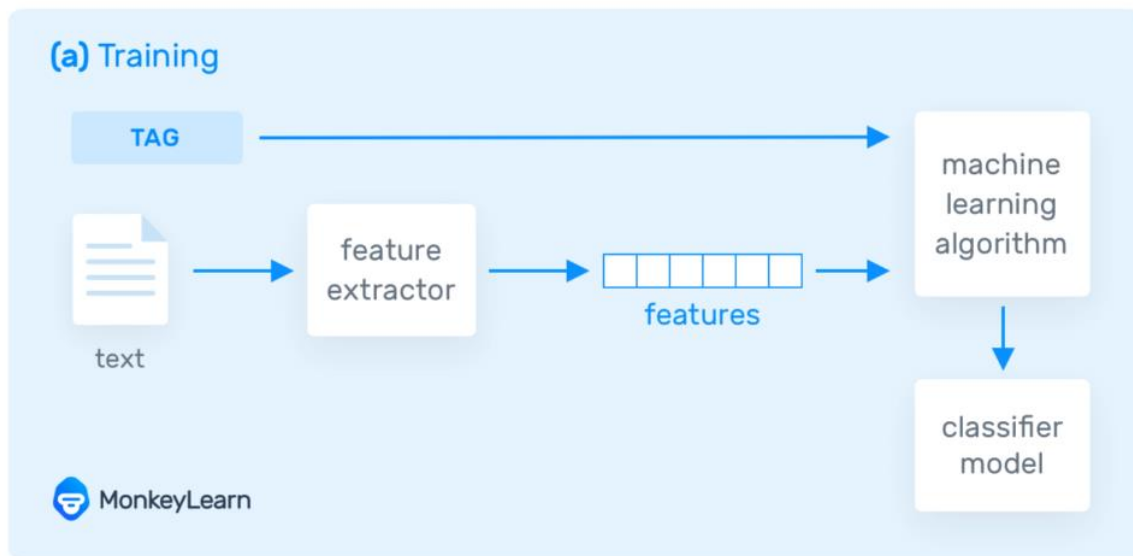 (a) Training
TAG
machine
learning
algorithm
feature
extractor
features
text
classifier
model
MonkeyLearn